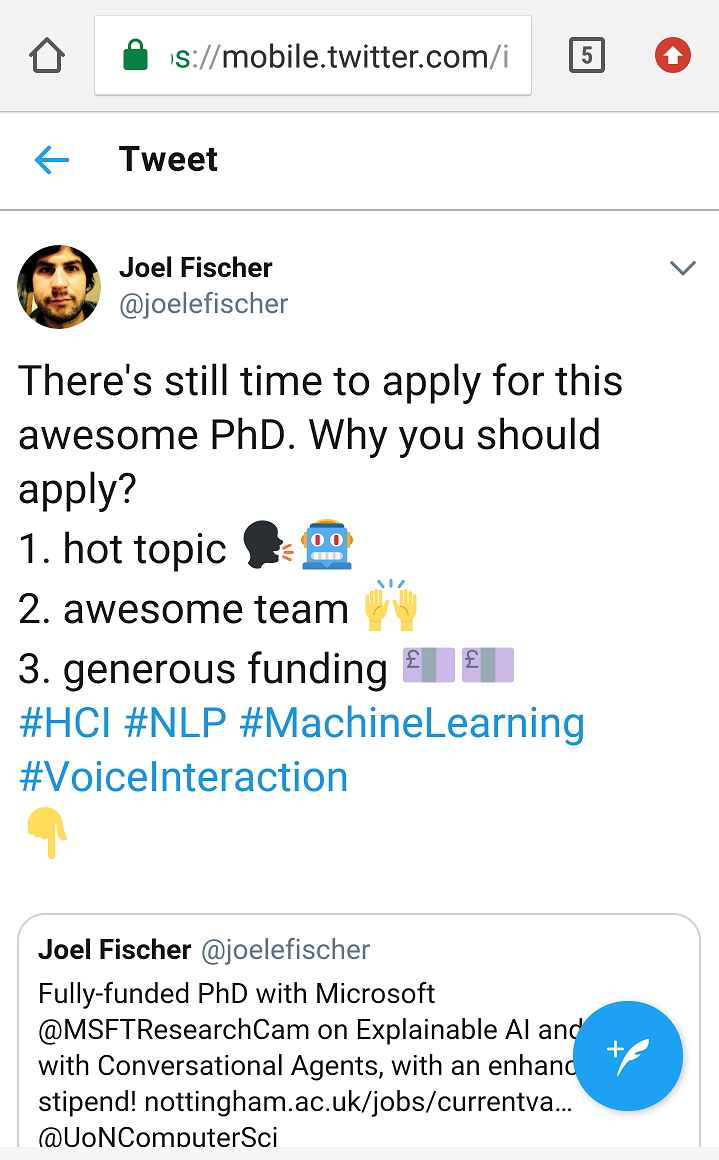 s://mobile.twitter.com/i
5
Tweet
Joel Fischer
@joelefischer
There's still time to apply for this
awesome PhD. Why you should
apply?
1. hot topic 🗣🤖
2. awesome team 🙌
3. generous funding 💷💷
#HCI #NLP #MachineLearning
#VoiceInteraction
👇
Joel Fischer @joelefischer
Fully-funded PhD with Microsoft
@MSFTResearchCam on Explainable AI and
with Conversational Agents, with an enhanc
stipend! nottingham.ac.uk/jobs/currentva…
@UoNComputerSci